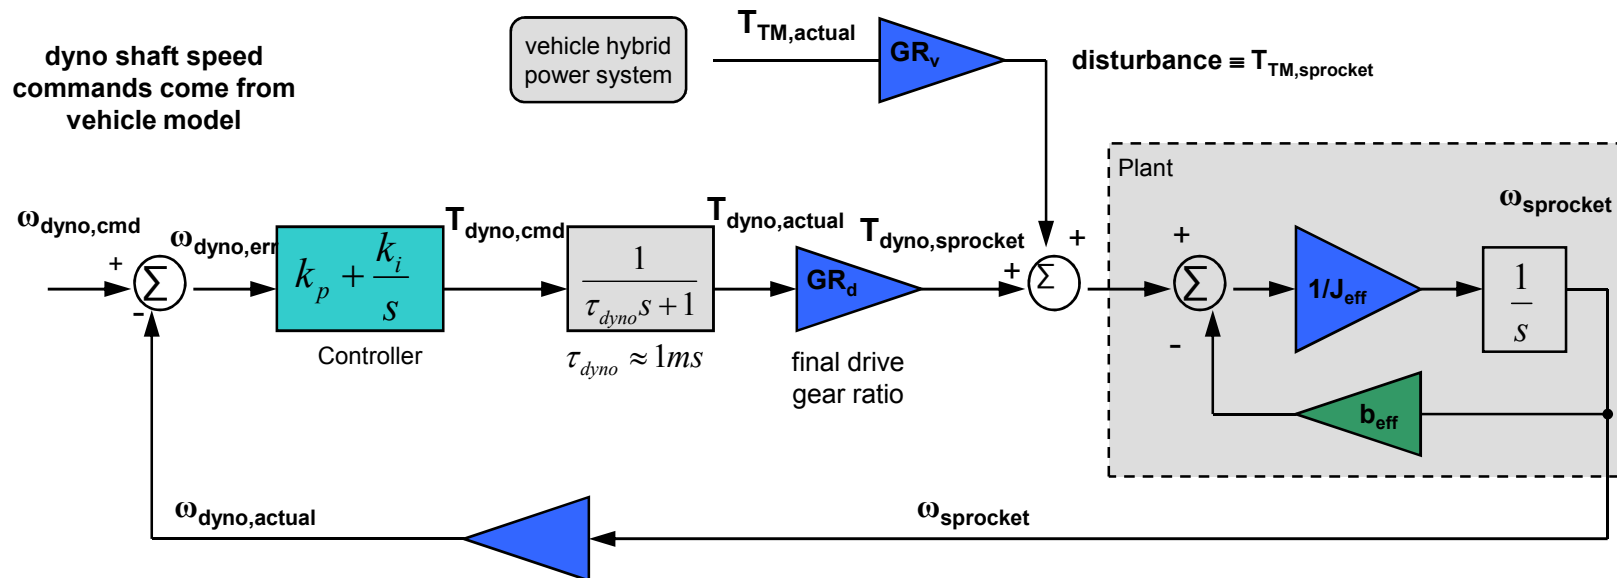 dyno shaft speed
commands come from
vehicle model
vehicle hybrid
power system
T_TM,actual
GR_v
disturbance ≡ T_TM,sprocket
Plant
ω_dyno,cmd
+
Σ
-
ω_dyno,err
k_p + k_i/s
Controller
T_dyno,cmd
1/(τ_dyno s + 1)
τ_dyno ≈ 1ms
T_dyno,actual
GR_d
final drive
gear ratio
T_dyno,sprocket
+
+
Σ
+
Σ
-
1/J_eff
1/s
ω_sprocket
b_eff
ω_dyno,actual
ω_sprocket